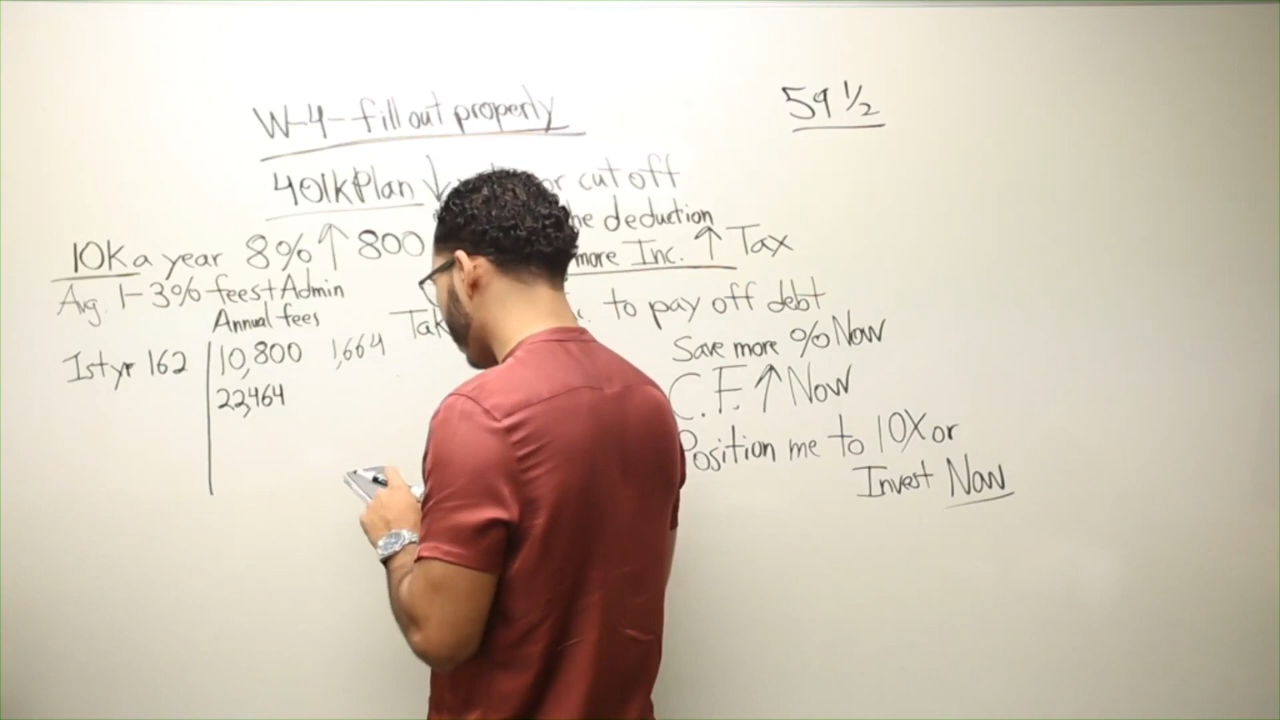 W-4 - fill out properly
59 1/2
401k Plan ↓ or cut off
the deduction
10K a year 8% ↑ 800
more Inc. ↑ Tax
Avg. 1-3% fees + Admin
Annual fees
to pay off debt
1st yr 162 10,800 1,664
Save more % Now
22,464
C.F. ↑ Now
Position me to 10X or
Invest Now